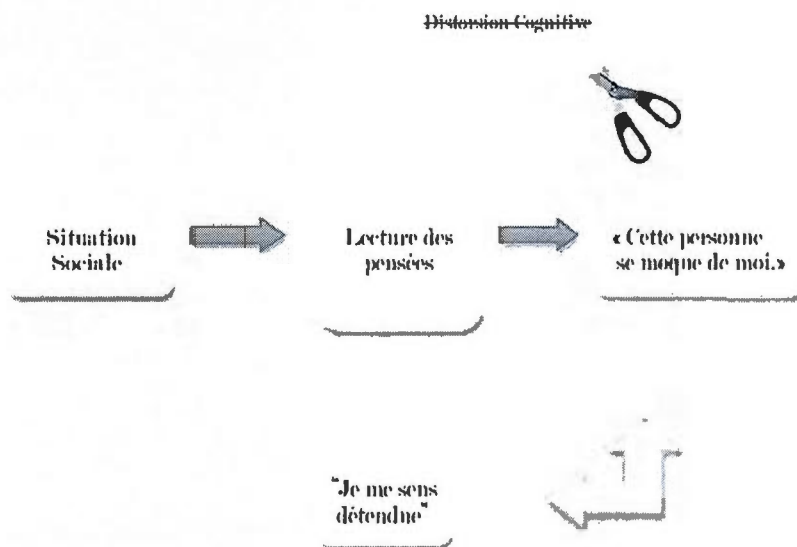 Distorsion Cognitive
Situation
Sociale
Lecture des
pensées
« Cette personne
se moque de moi.»
"Je me sens
détendue"